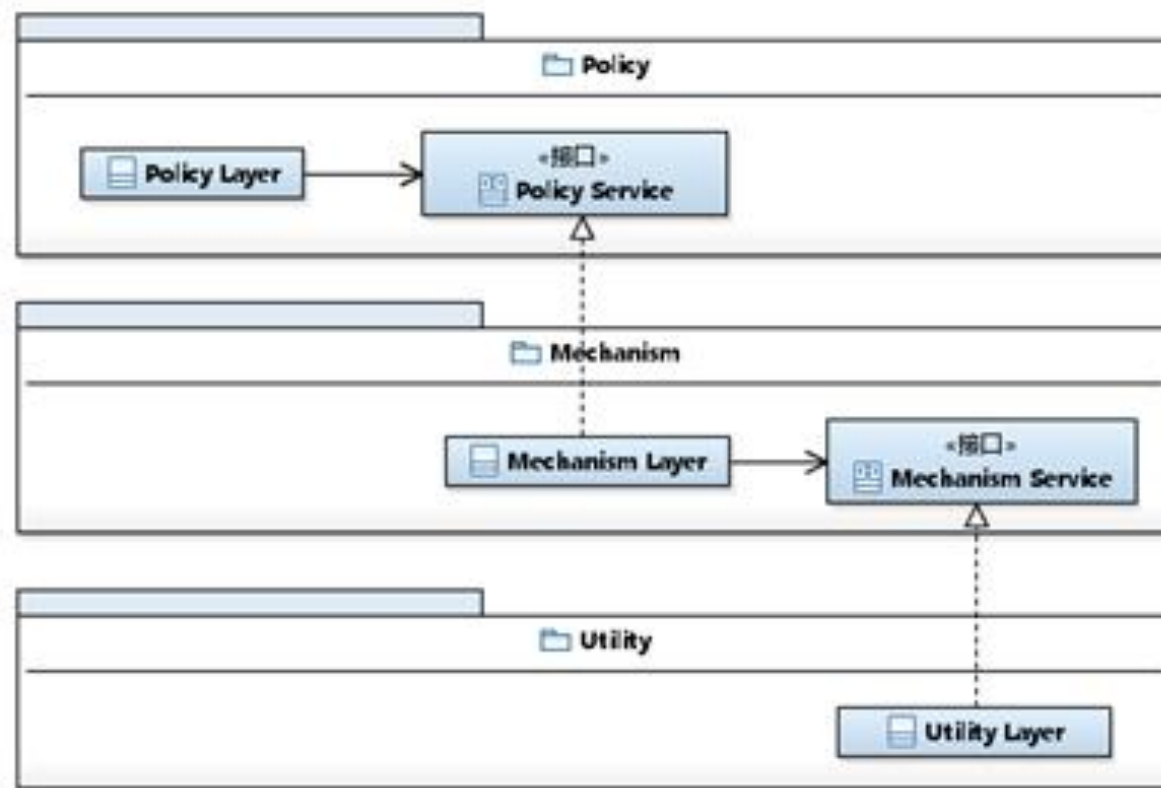 Policy
Policy Layer
«接口»
Policy Service
Mechanism
Mechanism Layer
«接口»
Mechanism Service
Utility
Utility Layer